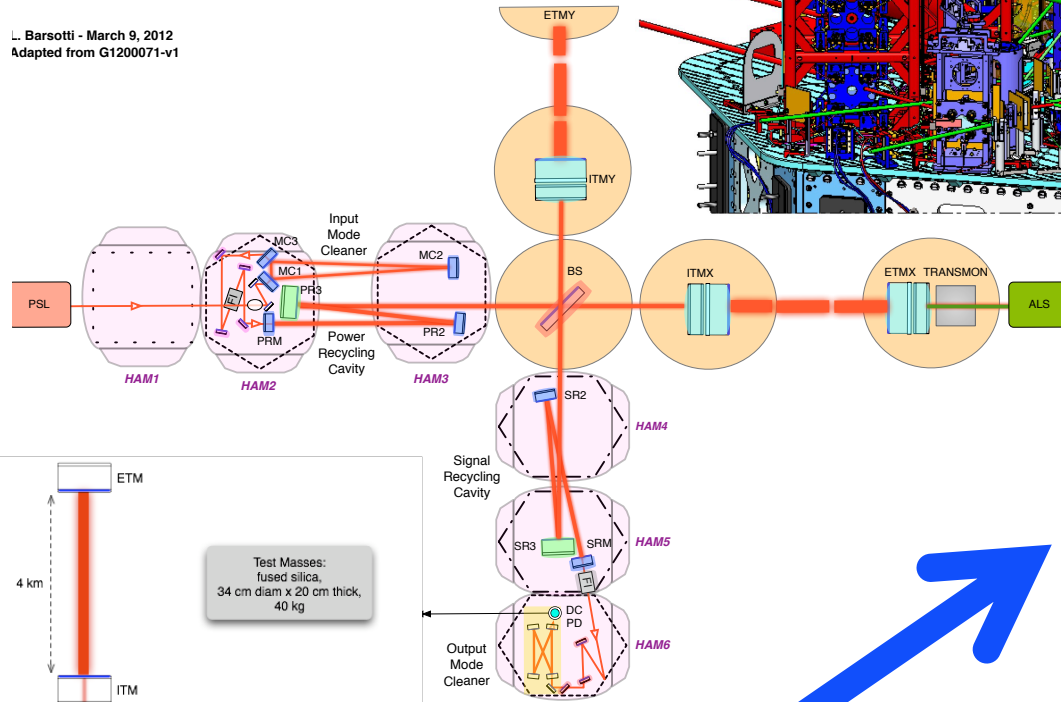 L. Barsotti - March 9, 2012
Adapted from G1200071-v1
ETMY
ITMY
Input
Mode
Cleaner
MC3
MC1
MC2
PR3
FI
PSL
PRM
PR2
Power
Recycling
Cavity
HAM1
HAM2
HAM3
BS
ITMX
ETMX
TRANSMON
ALS
SR2
HAM4
Signal
Recycling
Cavity
SR3
SRM
HAM5
FI
DC
PD
HAM6
Output
Mode
Cleaner
ETM
4 km
ITM
Test Masses:
fused silica,
34 cm diam x 20 cm thick,
40 kg